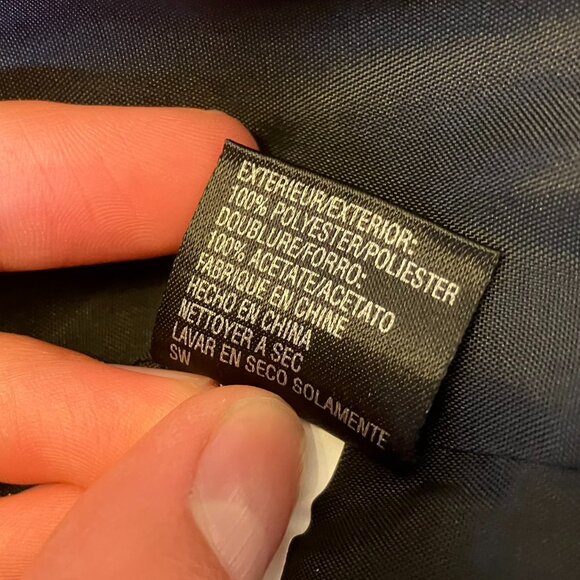 EXTERIEUR/EXTERIOR:
100% POLYESTER/POLIESTER
DOUBLURE/FORRO:
100% ACETATE/ACETATO
FABRIQUE EN CHINE
HECHO EN CHINA
NETTOYER A SEC
LAVAR EN SECO SOLAMENTE
SW